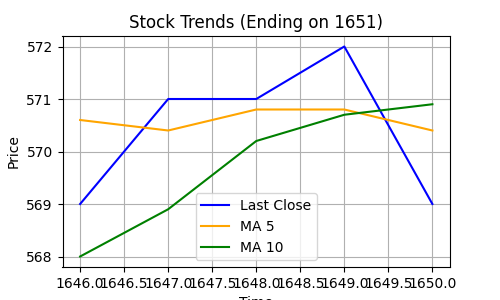 Stock Trends (Ending on 1651)
572
571
570
569
568
Price
Last Close
MA 5
MA 10
1646.0 1646.5 1647.0 1647.5 1648.0 1648.5 1649.0 1649.5 1650.0
Time